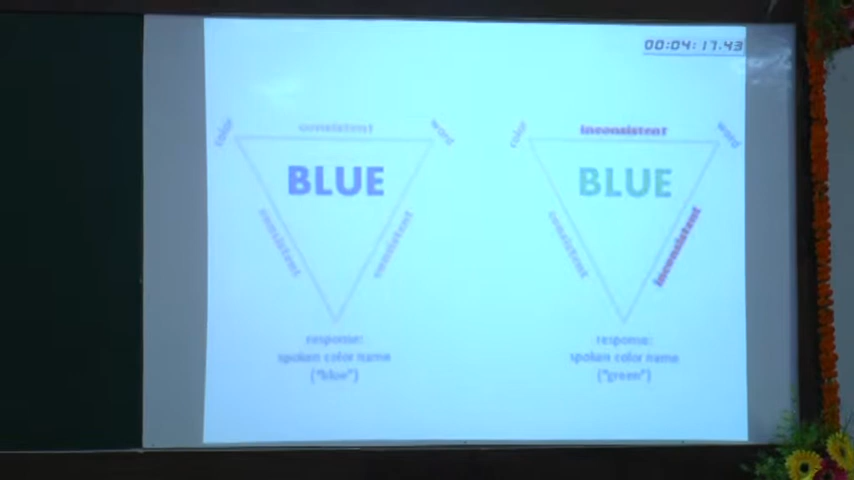 00:04:17.43
color
consistent
word
BLUE
consistent
consistent
response:
spoken color name
("blue")
color
inconsistent
word
BLUE
consistent
inconsistent
response:
spoken color name
("green")